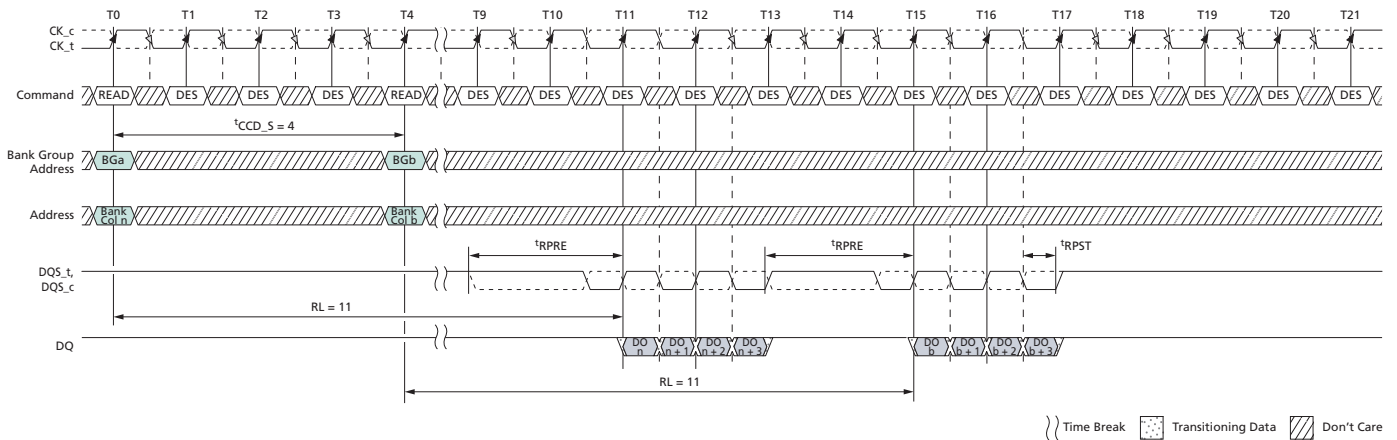 T0 T1 T2 T3 T4 T9 T10 T11 T12 T13 T14 T15 T16 T17 T18 T19 T20 T21
CK_c
CK_t
Command READ DES DES DES READ DES DES DES DES DES DES DES DES DES DES DES DES DES
tCCD_S = 4
Bank Group
Address
BGa BGb
Address
Bank
Col n
Bank
Col b
tRPRE tRPRE tRPST
DQS_t,
DQS_c
RL = 11
DQ
DO
n
DO
n + 1
DO
n + 2
DO
n + 3
DO
b
DO
b + 1
DO
b + 2
DO
b + 3
RL = 11
Time Break Transitioning Data Don't Care